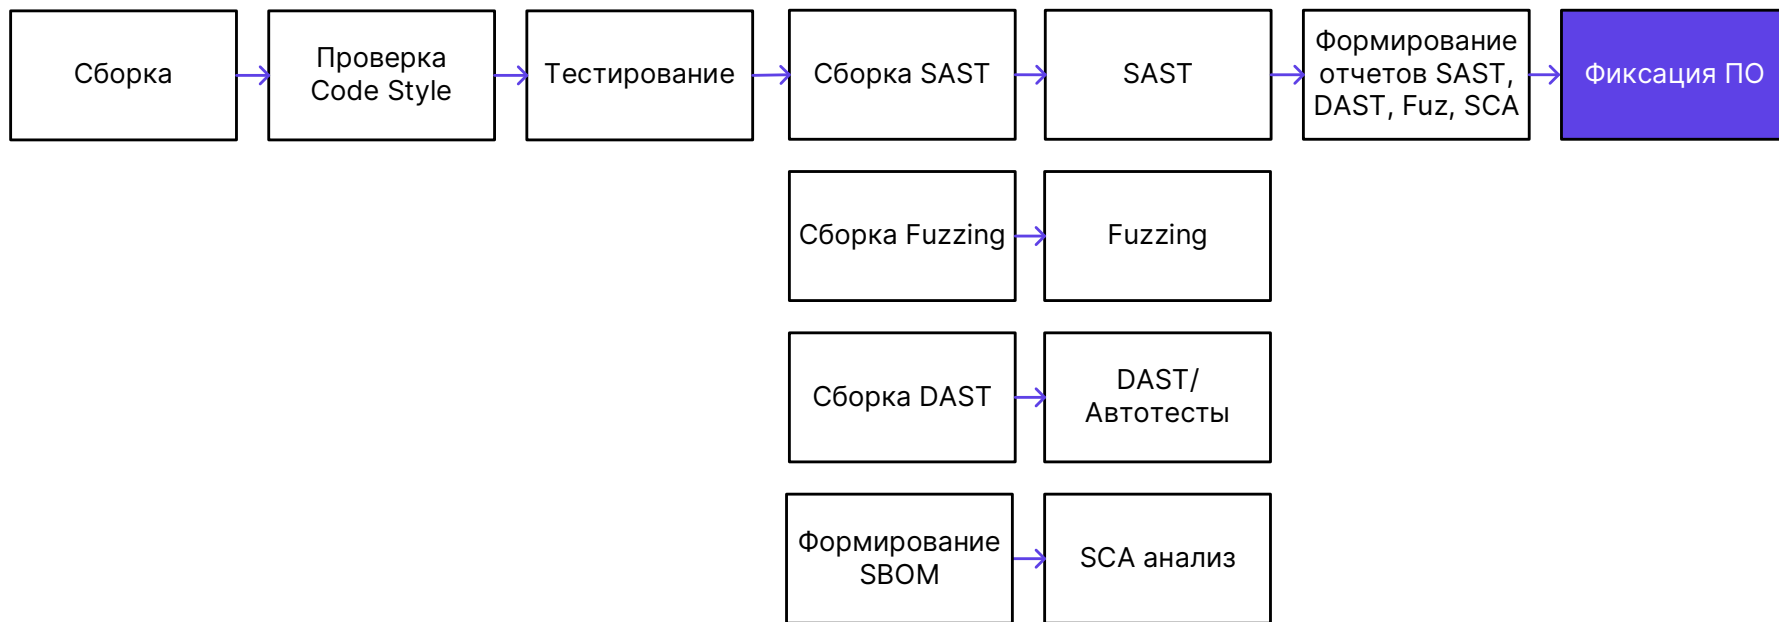 Сборка
Проверка
Code Style
Тестирование
Сборка SAST
SAST
Формирование
отчетов SAST,
DAST, Fuz, SCA
Фиксация ПО
Сборка Fuzzing
Fuzzing
Сборка DAST
DAST/
Автотесты
Формирование
SBOM
SCA анализ